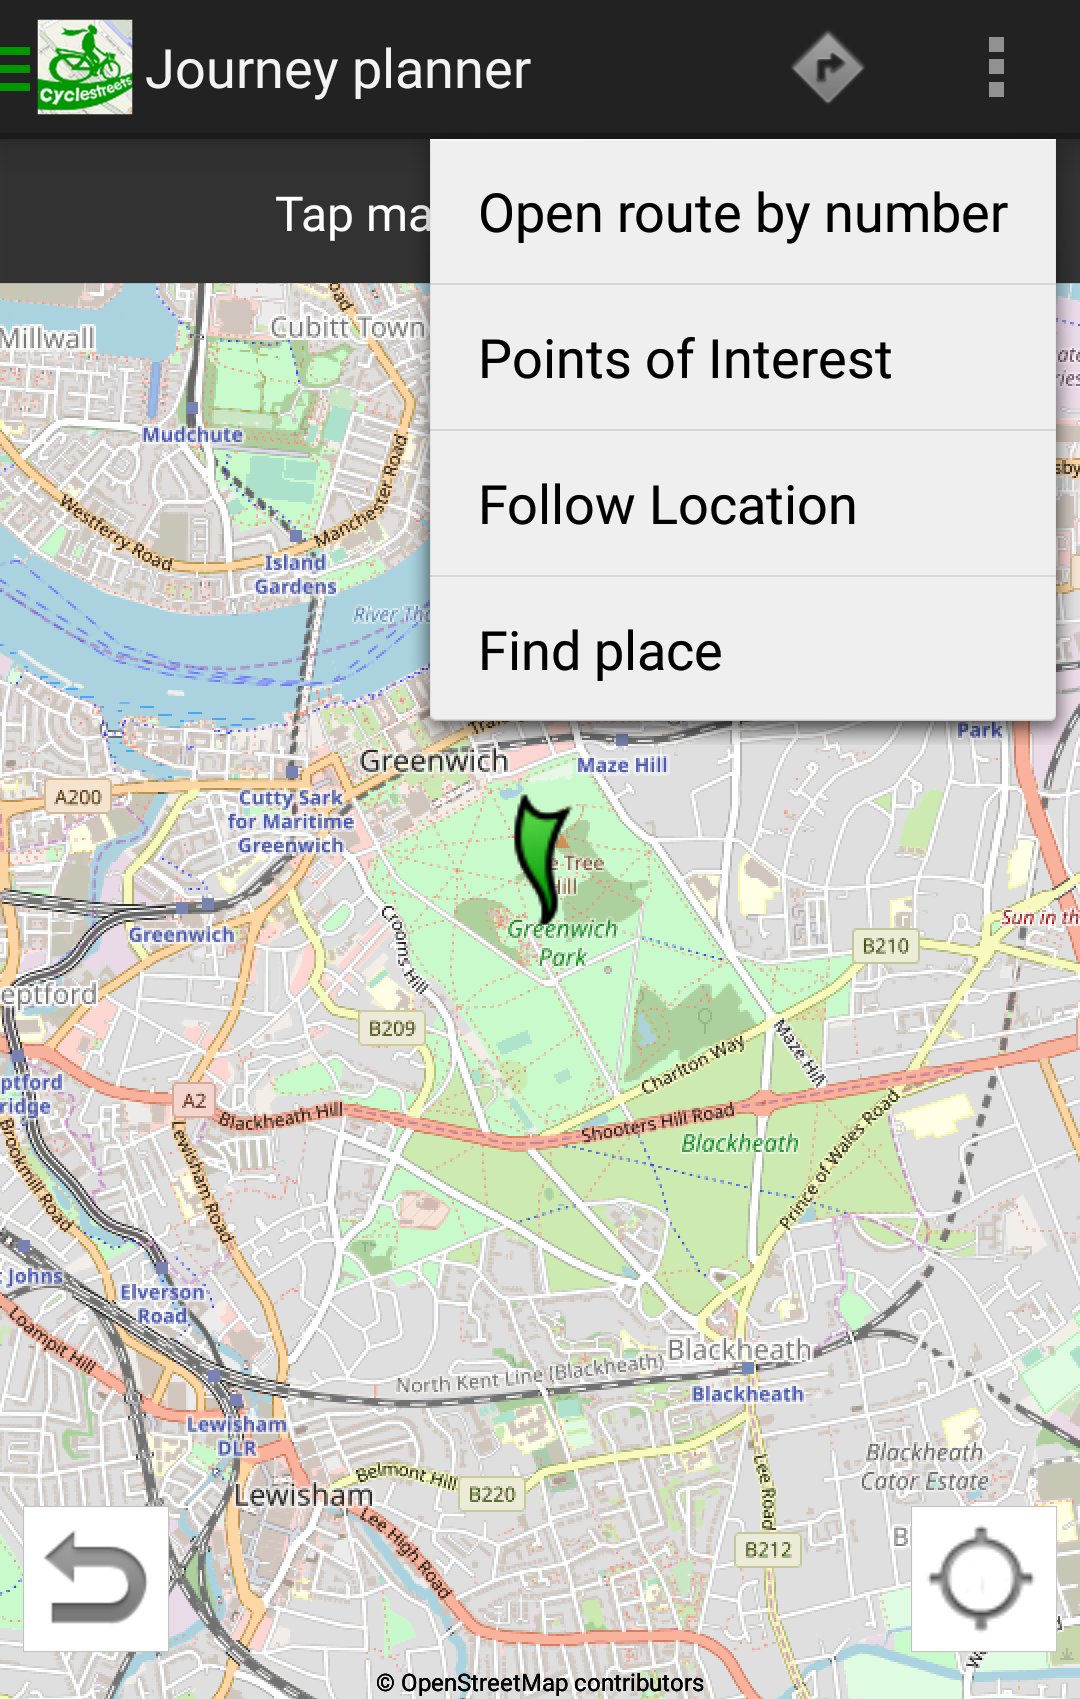 Cyclestreets
Journey planner
Tap ma
Open route by number
Points of Interest
Follow Location
Find place
Millwall
Cubitt Town
Mudchute
Westferry Road
Manchester Road
Island
Gardens
River Tha
Greenwich
Maze Hill
Park
A200
Cutty Sark
for Maritime
Greenwich
e Tree
Hill
Greenwich
Park
Greenwich
Crooms Hill
Sun in th
B210
eptford
B209
Maze Hill
Charlton Way
ptford
ridge
A2
Blackheath Hill
Shooters Hill Road
Blackheath
Prince of Wales Road
Brookmill Road
Lewisham Road
Johns
Elverson
Road
Loampit Hill
Blackheath
North Kent Line (Blackheath)
Blackheath
Lewisham
DLR
Belmont Hill
B220
Lewisham
Lee High Road
Lee Road
Blackheath
Cator Estate
B212
B
© OpenStreetMap contributors